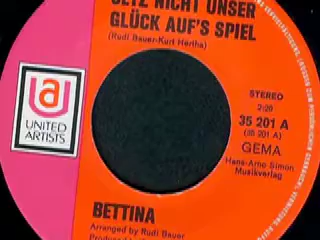 SETZ NICHT UNSER
GLÜCK AUF'S SPIEL
(Rudi Bauer-Kurt Hertha)
UNITED
ARTISTS
STEREO
2:20
35 201 A
(35 201 A)
GEMA
Hans-Arno Simon
Musikverlag
BETTINA
Arranged by Rudi Bauer